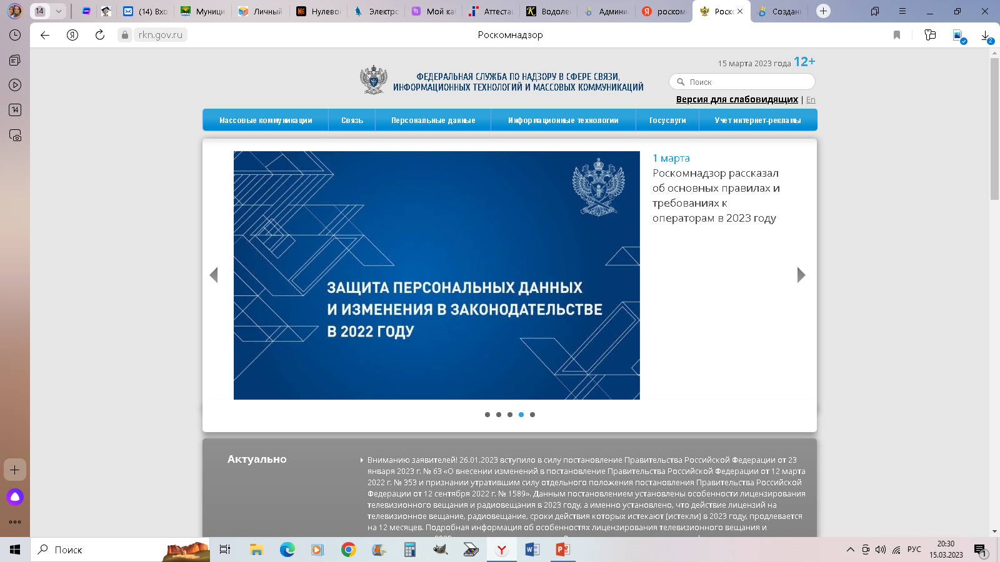 14
(14) Вхо
Муници
Личный
Нулево
Электро
Мой ка
Аттеста
Водоле
Админи
роском
Роск
Создан
rkn.gov.ru
Роскомнадзор
2
14
15 марта 2023 года 12+
ФЕДЕРАЛЬНАЯ СЛУЖБА ПО НАДЗОРУ В СФЕРЕ СВЯЗИ,
ИНФОРМАЦИОННЫХ ТЕХНОЛОГИЙ И МАССОВЫХ КОММУНИКАЦИЙ
Поиск
Версия для слабовидящих | En
Массовые коммуникации
Связь
Персональные данные
Информационные технологии
Госуслуги
Учет интернет-рекламы
ЗАЩИТА ПЕРСОНАЛЬНЫХ ДАННЫХ
И ИЗМЕНЕНИЯ В ЗАКОНОДАТЕЛЬСТВЕ
В 2022 ГОДУ
1 марта
Роскомнадзор рассказал
об основных правилах и
требованиях к
операторам в 2023 году
Актуально
Вниманию заявителей! 26.01.2023 вступило в силу постановление Правительства Российской Федерации от 23
января 2023 г. № 63 «О внесении изменений в постановление Правительства Российской Федерации от 12 марта
2022 г. № 353 и признании утратившим силу отдельного положения постановления Правительства Российской
Федерации от 12 сентября 2022 г. № 1589». Данным постановлением установлены особенности лицензирования
телевизионного вещания и радиовещания в 2023 году, а именно установлено, что действие лицензий на
телевизионное вещание, радиовещание, сроки действия которых истекают (истекли) в 2023 году, продлевается
на 12 месяцев. Подробная информация об особенностях лицензирования телевизионного вещания и
Поиск
РУС
20:30
15.03.2023
1